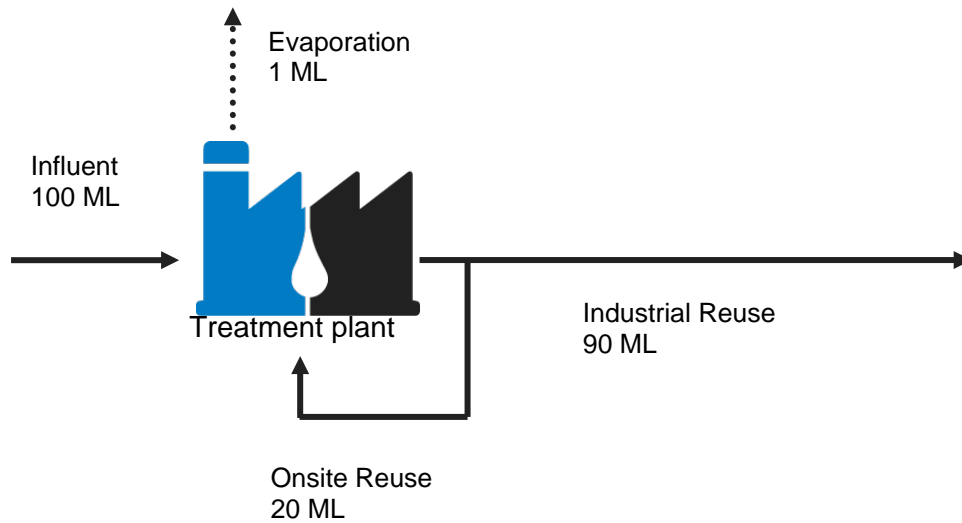 Evaporation
1 ML
Influent
100 ML
Treatment plant
Industrial Reuse
90 ML
Onsite Reuse
20 ML